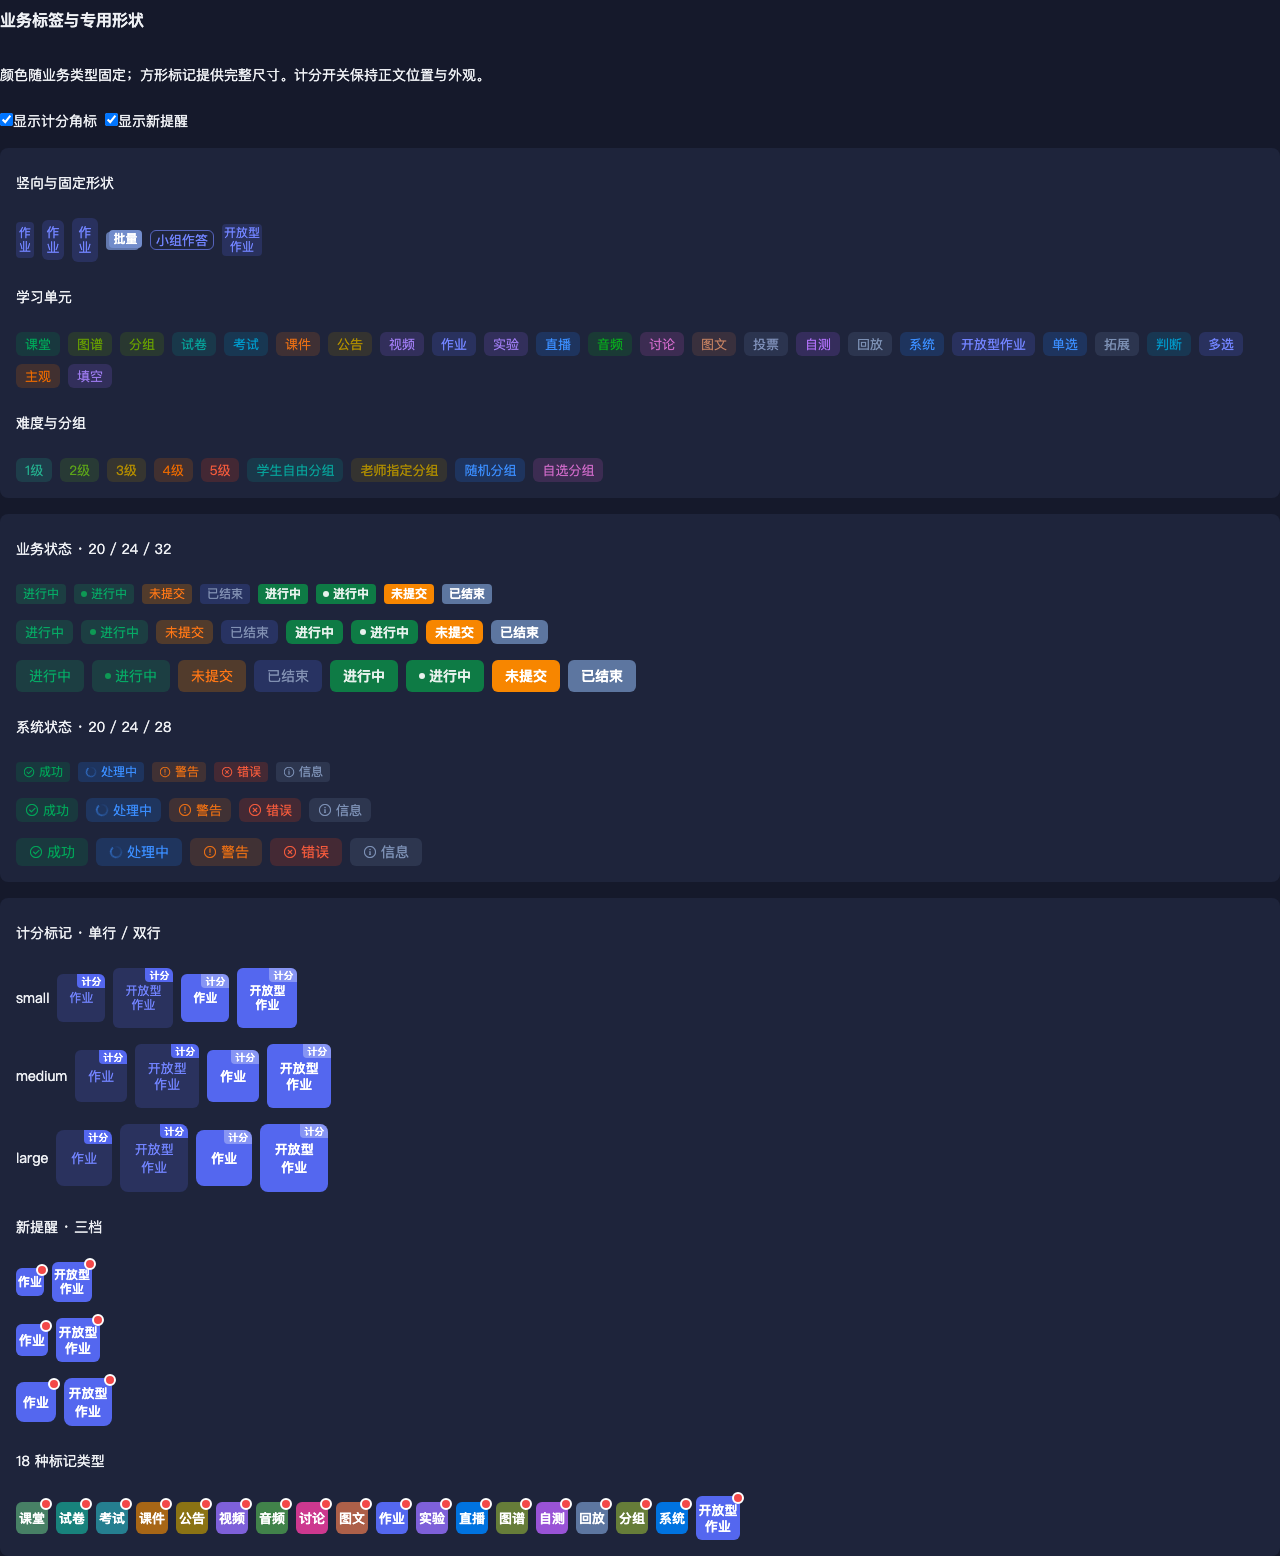 业务标签与专用形状
颜色随业务类型固定；方形标记提供完整尺寸。计分开关保持正文位置与外观。
显示计分角标 显示新提醒
竖向与固定形状
作业 作业 作业 批量 小组作答 开放型作业
学习单元
课堂 图谱 分组 试卷 考试 课件 公告 视频 作业 实验 直播 音频 讨论 图文 投票 自测 回放 系统 开放型作业 单选 拓展 判断 多选
主观 填空
难度与分组
1级 2级 3级 4级 5级 学生自由分组 老师指定分组 随机分组 自选分组
业务状态 · 20 / 24 / 32
进行中 进行中 未提交 已结束 进行中 进行中 未提交 已结束
进行中 进行中 未提交 已结束 进行中 进行中 未提交 已结束
进行中 进行中 未提交 已结束 进行中 进行中 未提交 已结束
系统状态 · 20 / 24 / 28
成功 处理中 警告 错误 信息
成功 处理中 警告 错误 信息
成功 处理中 警告 错误 信息
计分标记 · 单行 / 双行
计分 计分 计分 计分
small 作业 开放型作业 作业 开放型作业
计分 计分 计分 计分
medium 作业 开放型作业 作业 开放型作业
计分 计分 计分 计分
large 作业 开放型作业 作业 开放型作业
新提醒 · 三档
作业 开放型作业
作业 开放型作业
作业 开放型作业
18 种标记类型
课堂 试卷 考试 课件 公告 视频 音频 讨论 图文 作业 实验 直播 图谱 自测 回放 分组 系统 开放型作业